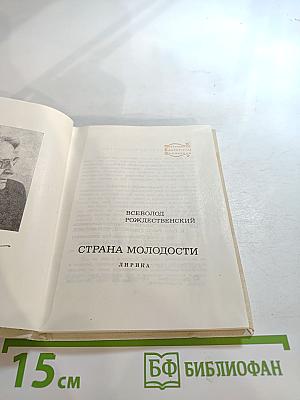 ВСЕВОЛОД
РОЖДЕСТВЕНСКИЙ
СТРАНА МОЛОДОСТИ
ЛИРИКА
15 см
БФ БИБЛИОФАН